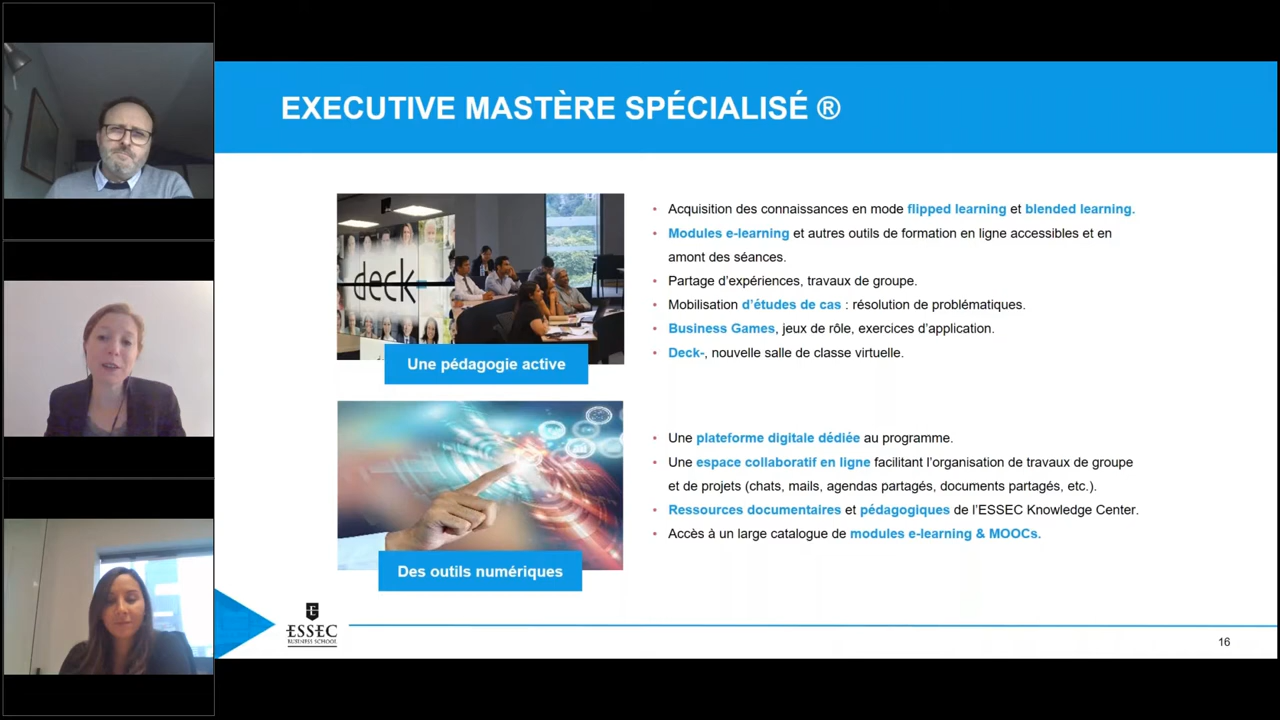 EXECUTIVE MASTÈRE SPÉCIALISÉ ®
deck
Une pédagogie active
• Acquisition des connaissances en mode flipped learning et blended learning.
• Modules e-learning et autres outils de formation en ligne accessibles et en
amont des séances.
• Partage d’expériences, travaux de groupe.
• Mobilisation d’études de cas : résolution de problématiques.
• Business Games, jeux de rôle, exercices d’application.
• Deck-, nouvelle salle de classe virtuelle.
Des outils numériques
• Une plateforme digitale dédiée au programme.
• Une espace collaboratif en ligne facilitant l’organisation de travaux de groupe
et de projets (chats, mails, agendas partagés, documents partagés, etc.).
• Ressources documentaires et pédagogiques de l’ESSEC Knowledge Center.
• Accès à un large catalogue de modules e-learning & MOOCs.
ESSEC
BUSINESS SCHOOL
16